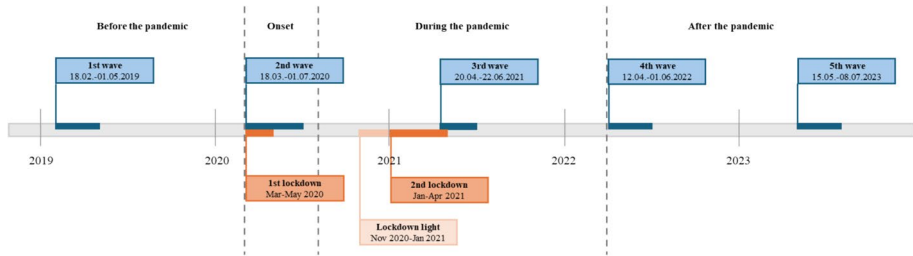 Before the pandemic
Onset
During the pandemic
After the pandemic
1st wave
18.02.-01.05.2019
2nd wave
18.03.-01.07.2020
3rd wave
20.04.-22.06.2021
4th wave
12.04.-01.06.2022
5th wave
15.05.-08.07.2023
2019
2020
2021
2022
2023
1st lockdown
Mar-May 2020
2nd lockdown
Jan-Apr 2021
Lockdown light
Nov 2020-Jan 2021